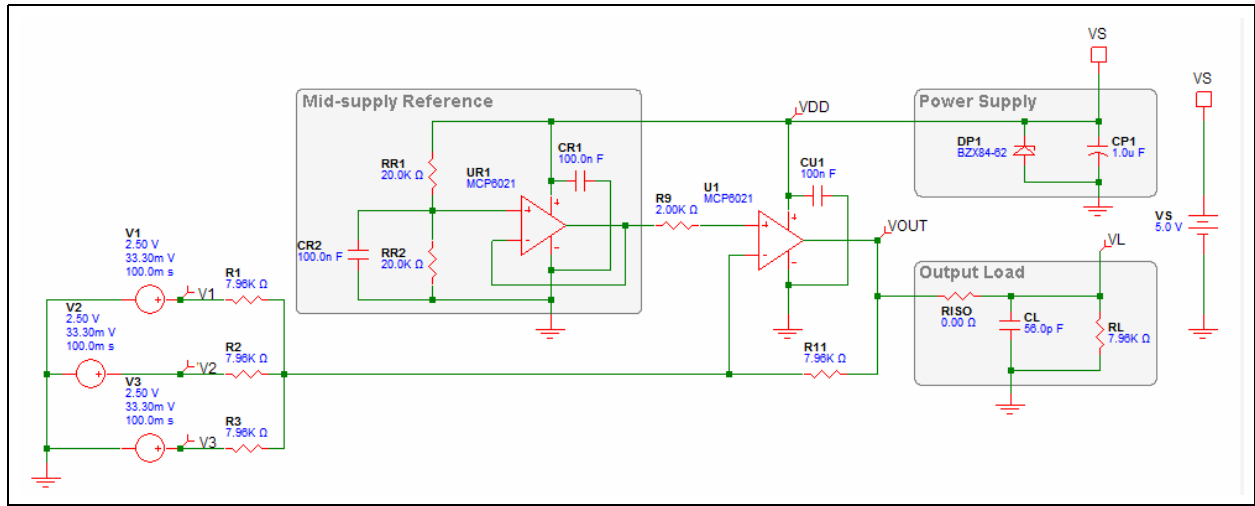 Mid-supply Reference
RR1
20.0K Ω
CR1
100.0n F
UR1
MCP6021
CR2
100.0n F
RR2
20.0K Ω
R9
2.00K Ω
U1
MCP6021
CU1
100n F
VDD
VS
Power Supply
DP1
BZX84-62
CP1
1.0u F
VS
VS
5.0 V
V1
2.50 V
33.30m V
100.0m s
V1
R1
7.96K Ω
V2
2.50 V
33.30m V
100.0m s
V2
R2
7.96K Ω
V3
2.50 V
33.30m V
100.0m s
V3
R3
7.96K Ω
R11
7.96K Ω
VOUT
VL
Output Load
RISO
0.00 Ω
CL
56.0p F
RL
7.96K Ω